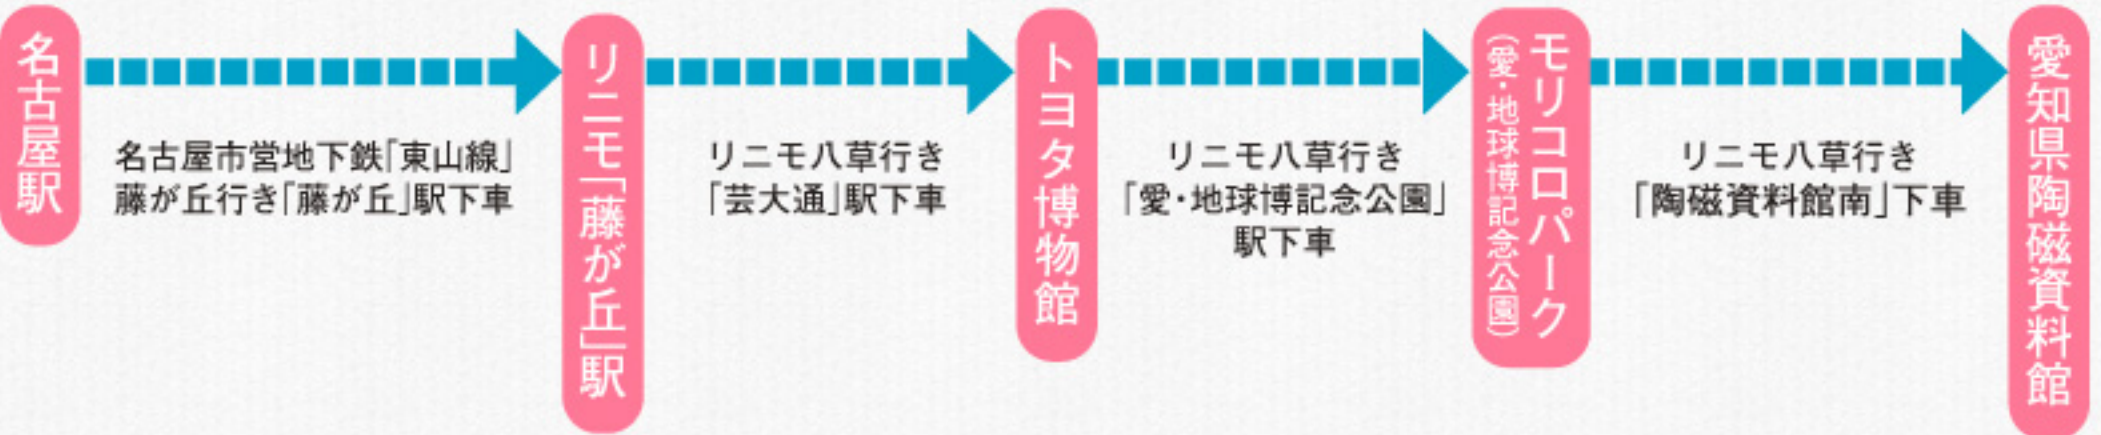 名古屋駅
名古屋市営地下鉄「東山線」
藤が丘行き「藤が丘」駅下車
リニモ「藤が丘」駅
リニモ八草行き
「芸大通」駅下車
トヨタ博物館
リニモ八草行き
「愛・地球博記念公園」
駅下車
モリコロパーク
（愛・地球博記念公園）
リニモ八草行き
「陶磁資料館南」下車
愛知県陶磁資料館